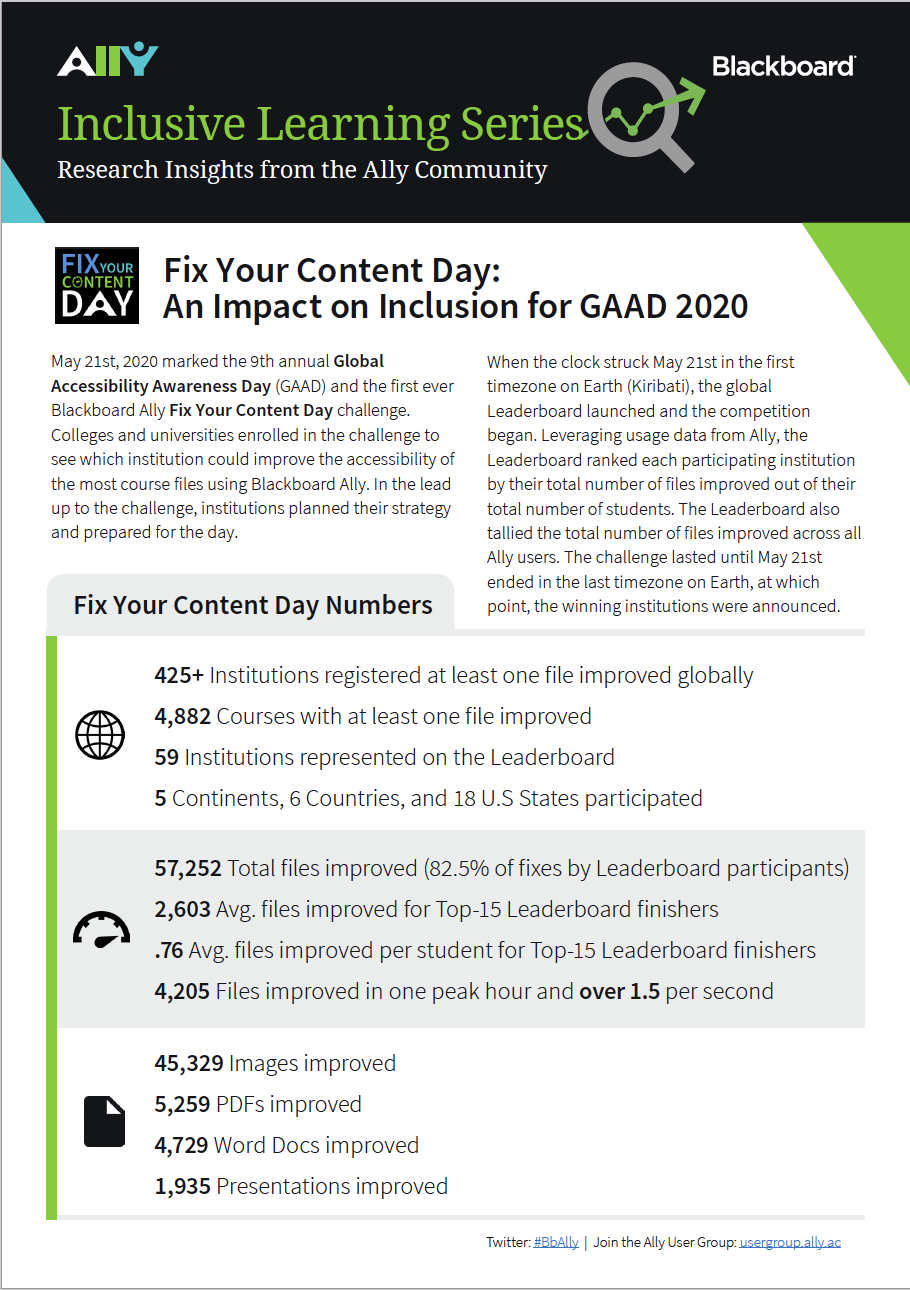 Ally
Blackboard
Inclusive Learning Series
Research Insights from the Ally Community
FIX YOUR
CONTENT
DAY
Fix Your Content Day:
An Impact on Inclusion for GAAD 2020
May 21st, 2020 marked the 9th annual Global
Accessibility Awareness Day (GAAD) and the first ever
Blackboard Ally Fix Your Content Day challenge.
Colleges and universities enrolled in the challenge to
see which institution could improve the accessibility of
the most course files using Blackboard Ally. In the lead
up to the challenge, institutions planned their strategy
and prepared for the day.
When the clock struck May 21st in the first
timezone on Earth (Kiribati), the global
Leaderboard launched and the competition
began. Leveraging usage data from Ally, the
Leaderboard ranked each participating institution
by their total number of files improved out of their
total number of students. The Leaderboard also
tallied the total number of files improved across all
Ally users. The challenge lasted until May 21st
ended in the last timezone on Earth, at which
point, the winning institutions were announced.
Fix Your Content Day Numbers
425+ Institutions registered at least one file improved globally
4,882 Courses with at least one file improved
59 Institutions represented on the Leaderboard
5 Continents, 6 Countries, and 18 U.S States participated
57,252 Total files improved (82.5% of fixes by Leaderboard participants)
2,603 Avg. files improved for Top-15 Leaderboard finishers
.76 Avg. files improved per student for Top-15 Leaderboard finishers
4,205 Files improved in one peak hour and over 1.5 per second
45,329 Images improved
5,259 PDFs improved
4,729 Word Docs improved
1,935 Presentations improved
Twitter: #BbAlly | Join the Ally User Group: usergroup.ally.ac